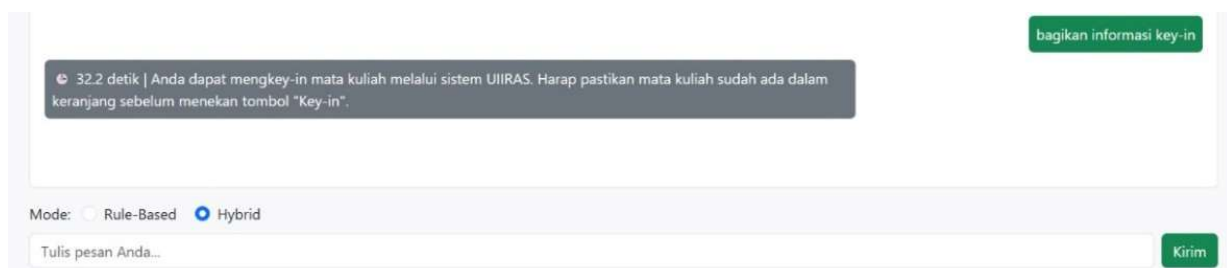 bagikan informasi key-in
32.2 detik | Anda dapat mengkey-in mata kuliah melalui sistem UIIRAS. Harap pastikan mata kuliah sudah ada dalam
keranjang sebelum menekan tombol "Key-in".
Mode: Rule-Based Hybrid
Tulis pesan Anda...
Kirim